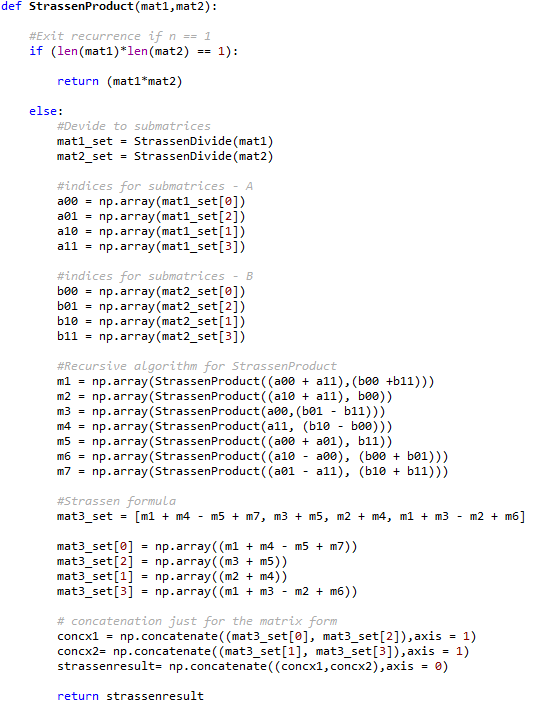 def StrassenProduct(mat1,mat2):
#Exit recurrence if n == 1
if (len(mat1)*len(mat2) == 1):
return (mat1*mat2)
else:
#Devide to submatrices
mat1_set = StrassenDivide(mat1)
mat2_set = StrassenDivide(mat2)
#indices for submatrices - A
a00 = np.array(mat1_set[0])
a01 = np.array(mat1_set[2])
a10 = np.array(mat1_set[1])
a11 = np.array(mat1_set[3])
#indices for submatrices - B
b00 = np.array(mat2_set[0])
b01 = np.array(mat2_set[2])
b10 = np.array(mat2_set[1])
b11 = np.array(mat2_set[3])
#Recursive algorithm for StrassenProduct
m1 = np.array(StrassenProduct((a00 + a11),(b00 +b11)))
m2 = np.array(StrassenProduct((a10 + a11), b00))
m3 = np.array(StrassenProduct(a00,(b01 - b11)))
m4 = np.array(StrassenProduct(a11, (b10 - b00)))
m5 = np.array(StrassenProduct((a00 + a01), b11))
m6 = np.array(StrassenProduct((a10 - a00), (b00 + b01)))
m7 = np.array(StrassenProduct((a01 - a11), (b10 + b11)))
#Strassen formula
mat3_set = [m1 + m4 - m5 + m7, m3 + m5, m2 + m4, m1 + m3 - m2 + m6]
mat3_set[0] = np.array((m1 + m4 - m5 + m7))
mat3_set[2] = np.array((m3 + m5))
mat3_set[1] = np.array((m2 + m4))
mat3_set[3] = np.array((m1 + m3 - m2 + m6))
# concatenation just for the matrix form
concx1 = np.concatenate((mat3_set[0], mat3_set[2]),axis = 1)
concx2= np.concatenate((mat3_set[1], mat3_set[3]),axis = 1)
strassenresult= np.concatenate((concx1,concx2),axis = 0)
return strassenresult